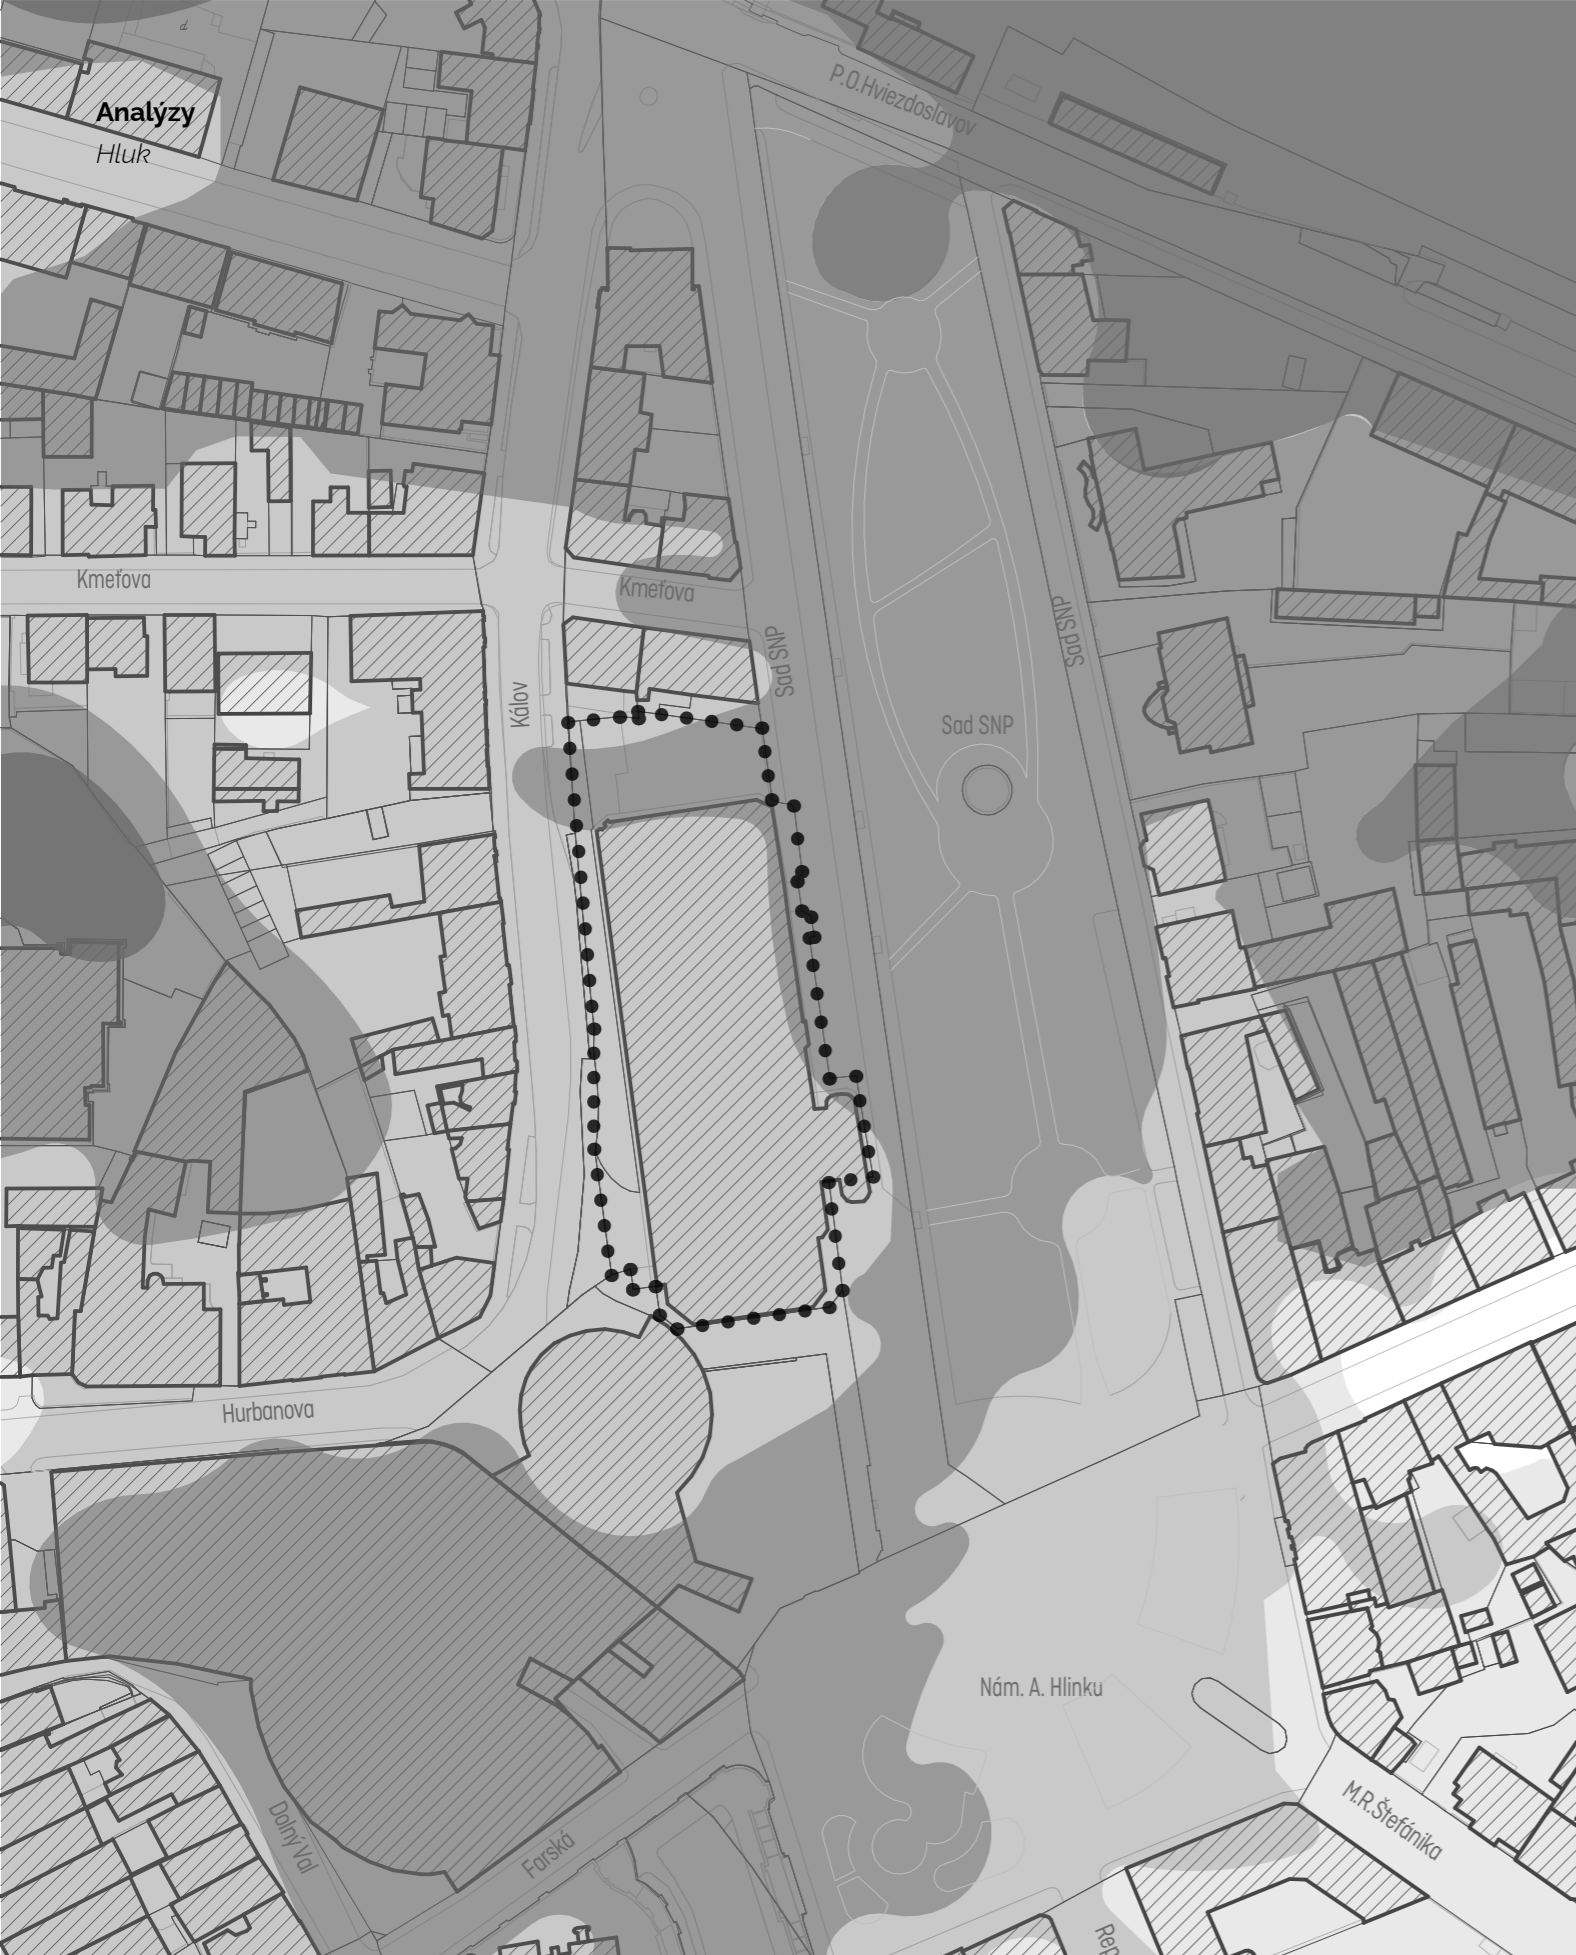 Analýzy
Hluk
P.O.Hviezdoslavov
Kmeťova
Kmeťova
Sad SNP
Sad SNP
Kálov
Sad SNP
Hurbanova
Nám. A. Hlinku
M.R.Štefánika
Dolný Val
Farská
Rep